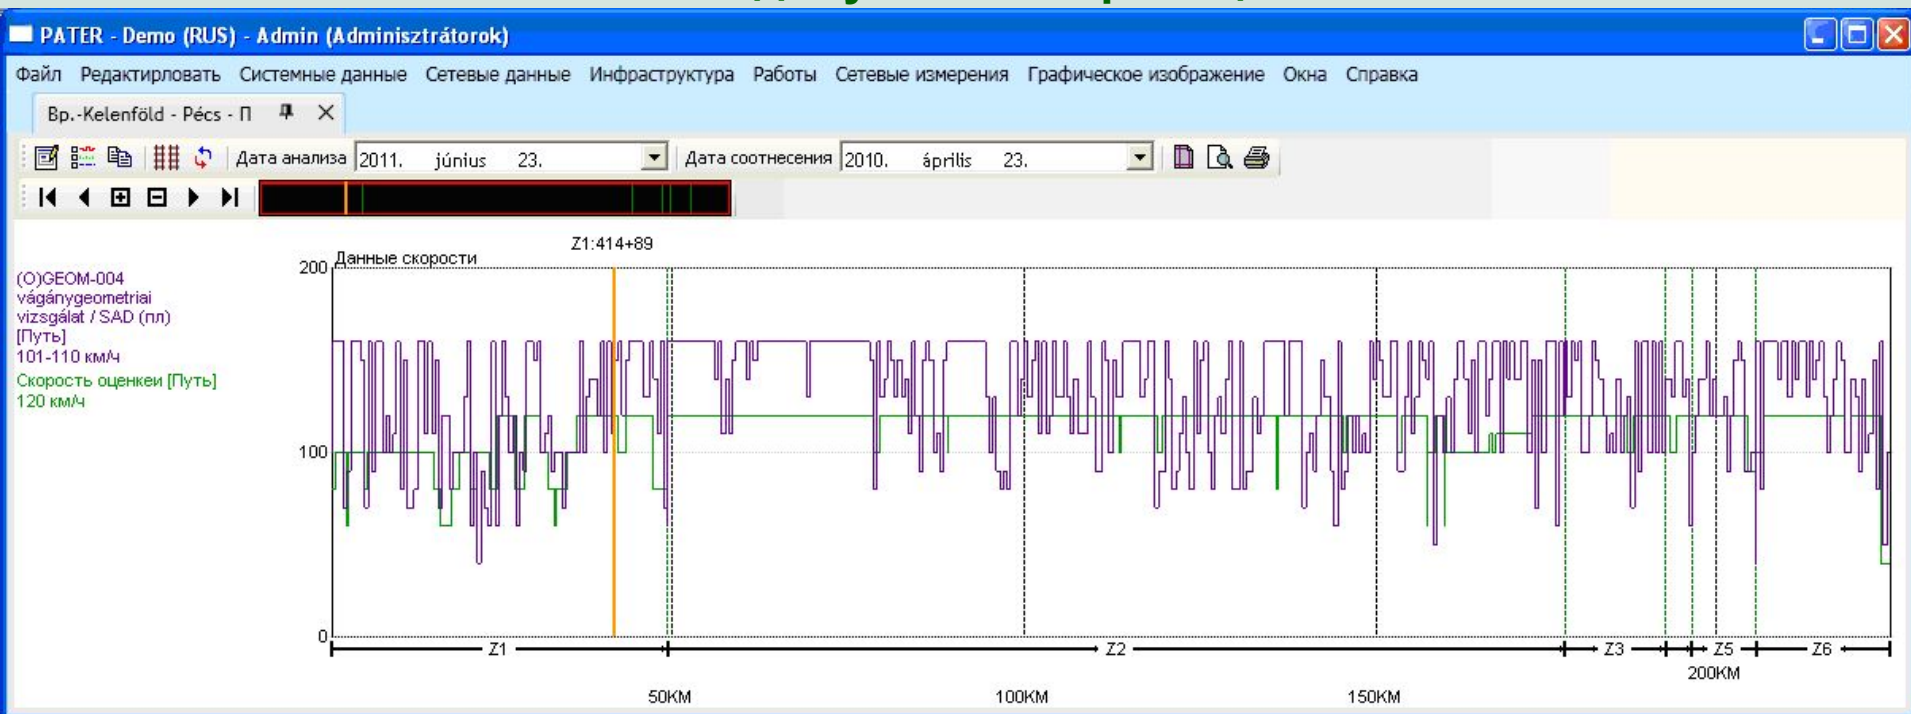 PATER - Demo (RUS) - Admin (Adminisztrátorok)
Файл Редактирловать Системные данные Сетевые данные Инфраструктура Работы Сетевые измерения Графическое изображение Окна Справка
Bp.-Kelenföld - Pécs - П
Дата анализа 2011. június 23. Дата соотнесения 2010. április 23.
Z1:414+89
Данные скорости
200
(O)GEOM-004
vágánygeometriai
vizsgálat / SAD (пл)
[Путь]
101-110 км/ч
Скорость оценкеи [Путь]
120 км/ч
100
0
Z1 Z2 Z3 Z5 Z6
200KM
50KM 100KM 150KM